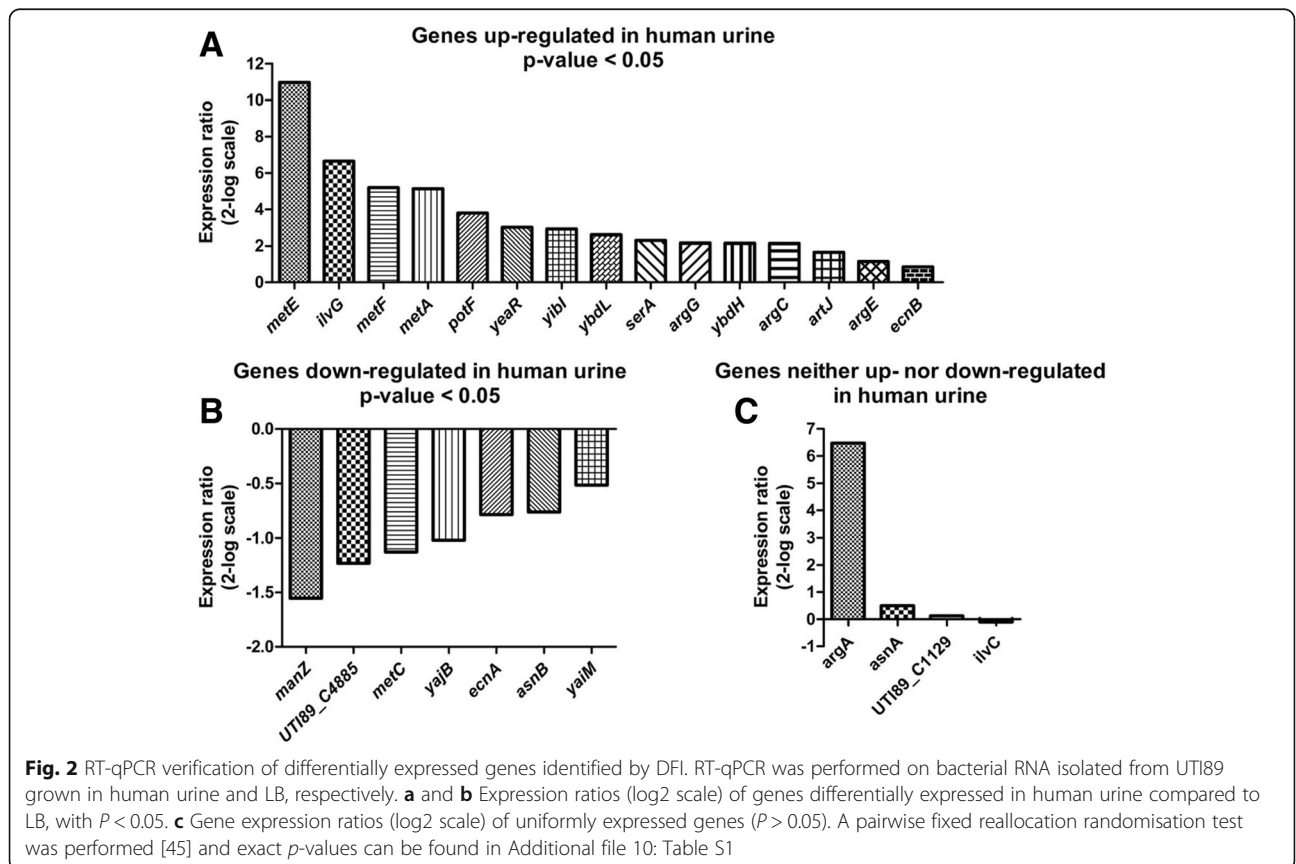 A
Genes up-regulated in human urine
p-value < 0.05
Expression ratio
(2-log scale)
12
10
8
6
4
2
0
metE
ilvG
metF
metA
potF
yeaR
yibI
ybdL
serA
argG
ybdH
argC
artJ
argE
ecnB
Genes down-regulated in human urine
p-value < 0.05
B
Expression ratio
(2-log scale)
0.0
-0.5
-1.0
-1.5
-2.0
manZ
UTI89_C4885
metC
yajB
ecnA
asnB
yaiM
Genes neither up- nor down-regulated
in human urine
C
Expression ratio
(2-log scale)
7
6
5
4
3
2
1
0
-1
argA
asnA
UTI89_C1129
ilvC
Fig. 2 RT-qPCR verification of differentially expressed genes identified by DFI. RT-qPCR was performed on bacterial RNA isolated from UTI89
grown in human urine and LB, respectively. a and b Expression ratios (log2 scale) of genes differentially expressed in human urine compared to
LB, with P < 0.05. c Gene expression ratios (log2 scale) of uniformly expressed genes (P > 0.05). A pairwise fixed reallocation randomisation test
was performed [45] and exact p-values can be found in Additional file 10: Table S1